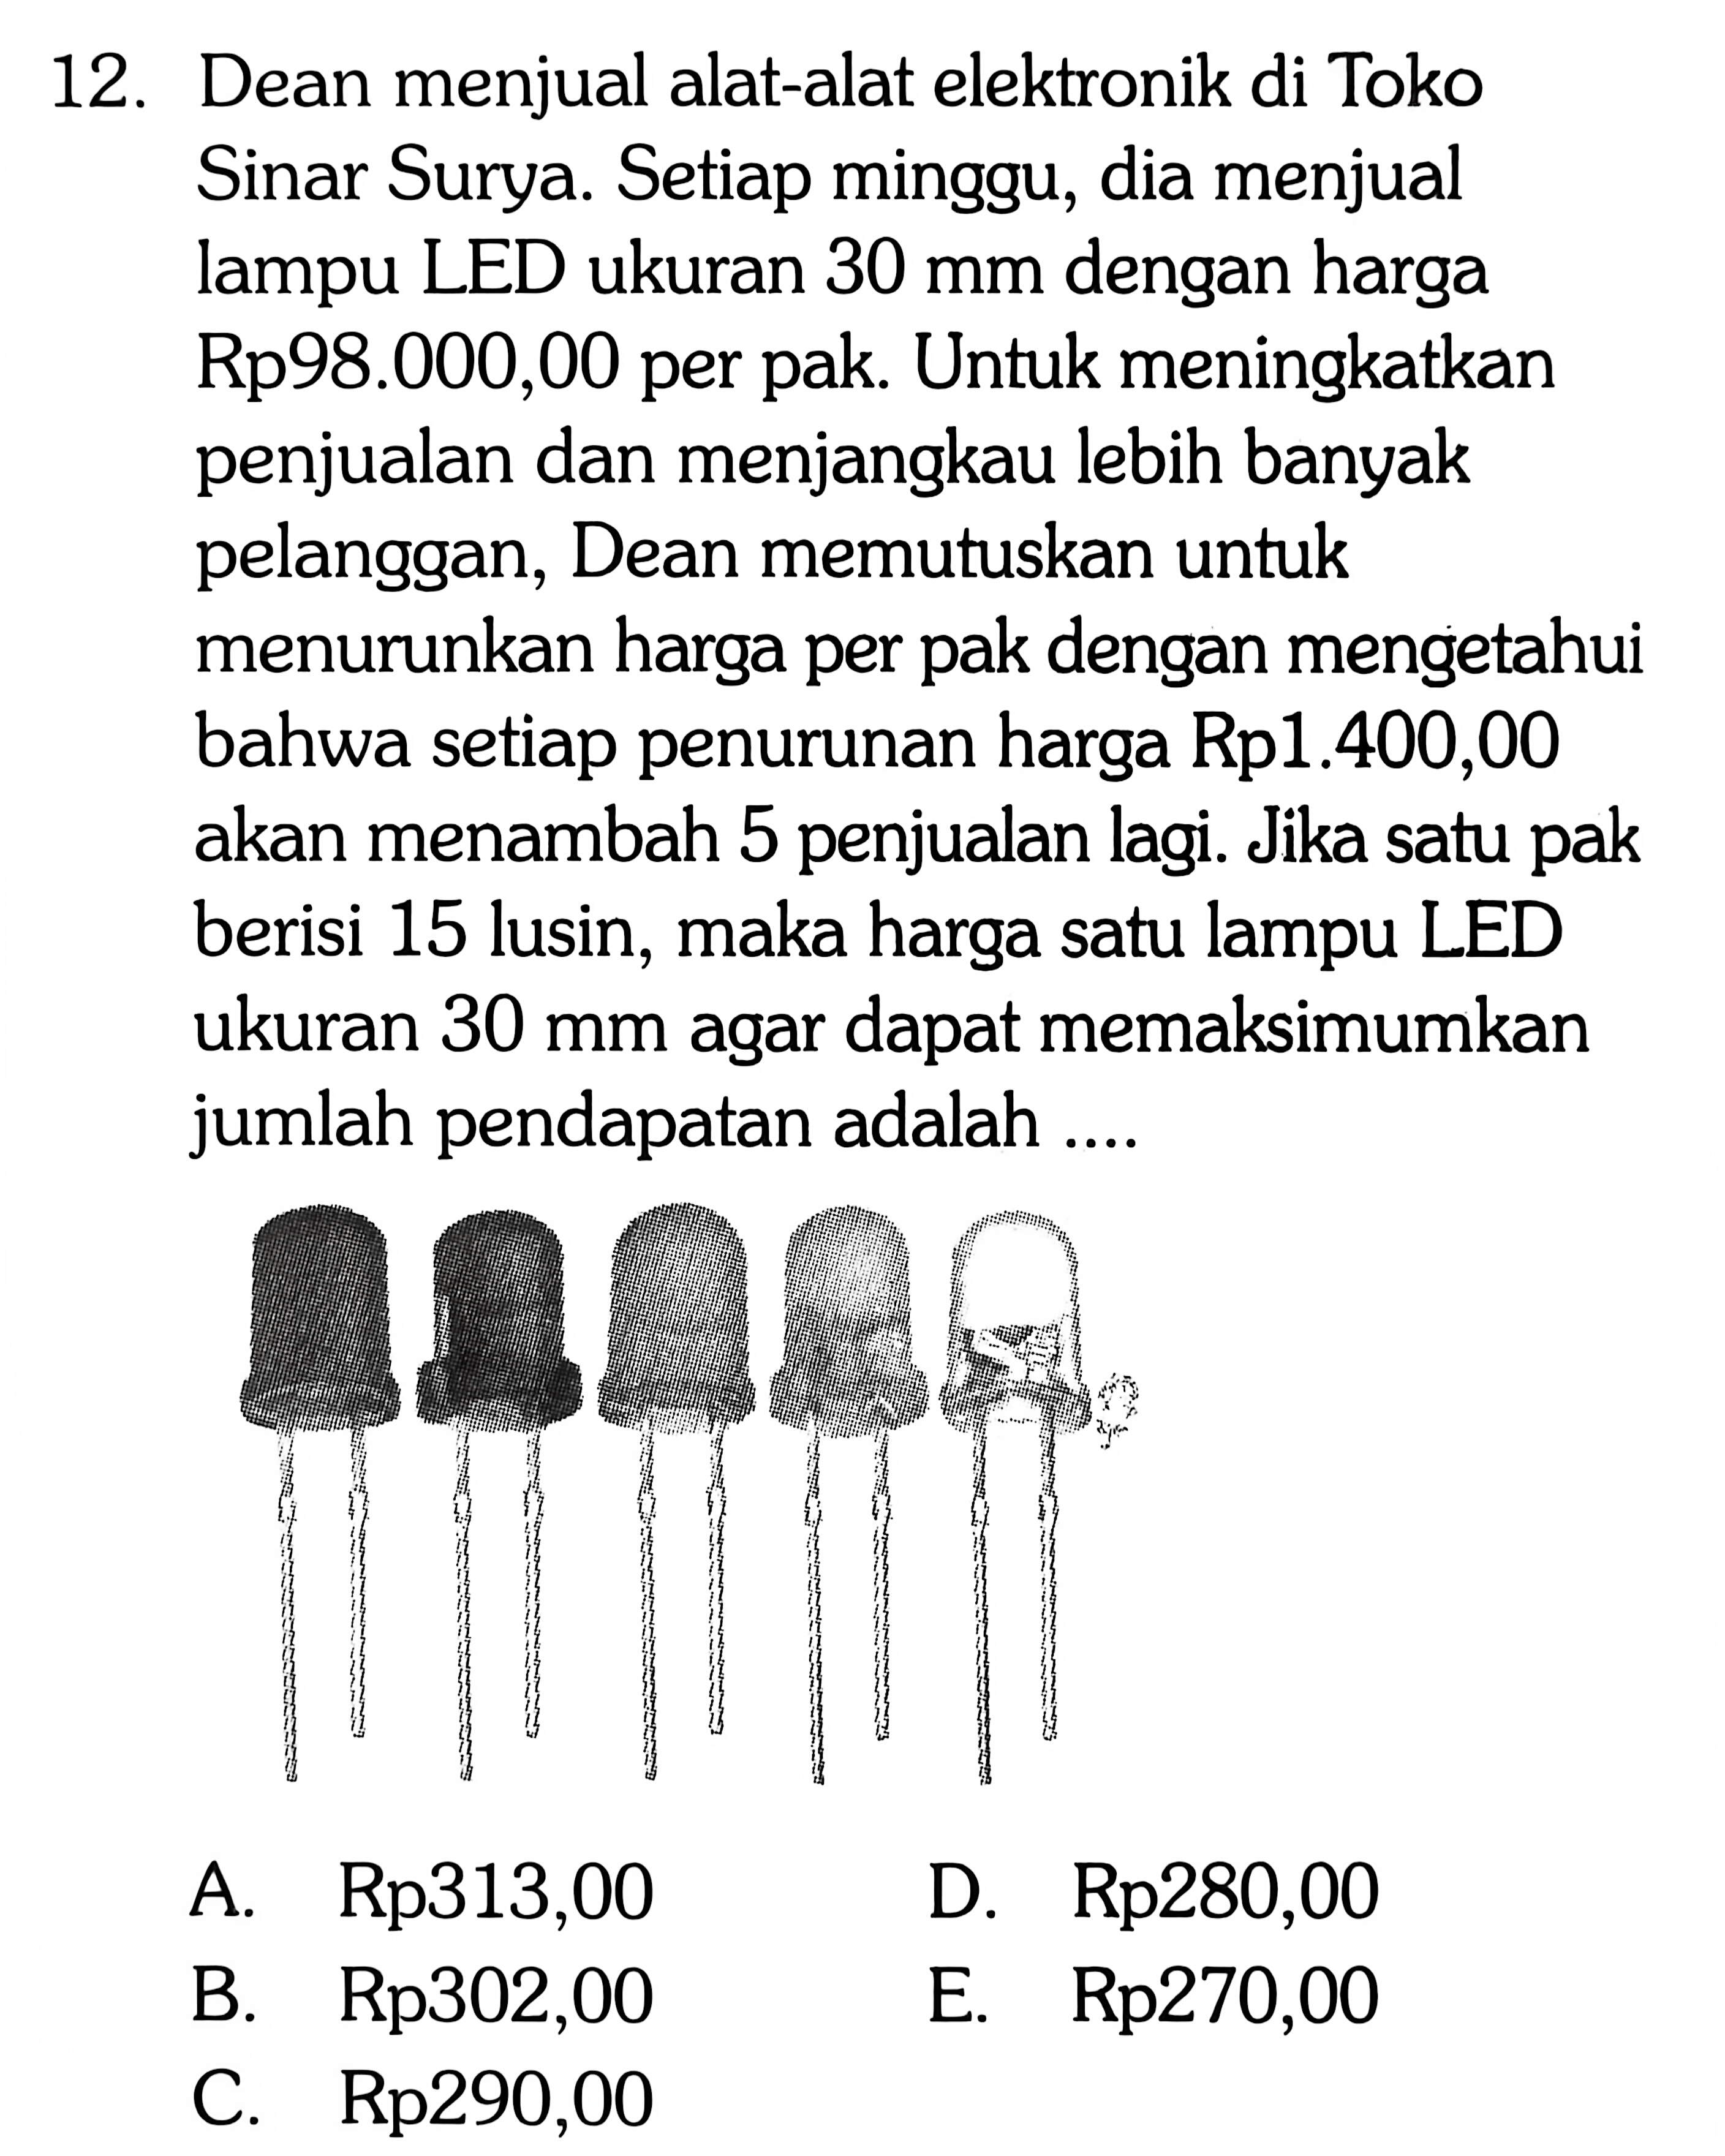 12. Dean menjual alat-alat elektronik di Toko
Sinar Surya. Setiap minggu, dia menjual
lampu LED ukuran 30 mm dengan harga
Rp98.000,00 per pak. Untuk meningkatkan
penjualan dan menjangkau lebih banyak
pelanggan, Dean memutuskan untuk
menurunkan harga per pak dengan mengetahui
bahwa setiap penurunan harga Rp1.400,00
akan menambah 5 penjualan lagi. Jika satu pak
berisi 15 lusin, maka harga satu lampu LED
ukuran 30 mm agar dapat memaksimumkan
jumlah pendapatan adalah ....
A. Rp313,00 D. Rp280,00
B. Rp302,00 E. Rp270,00
C. Rp290,00